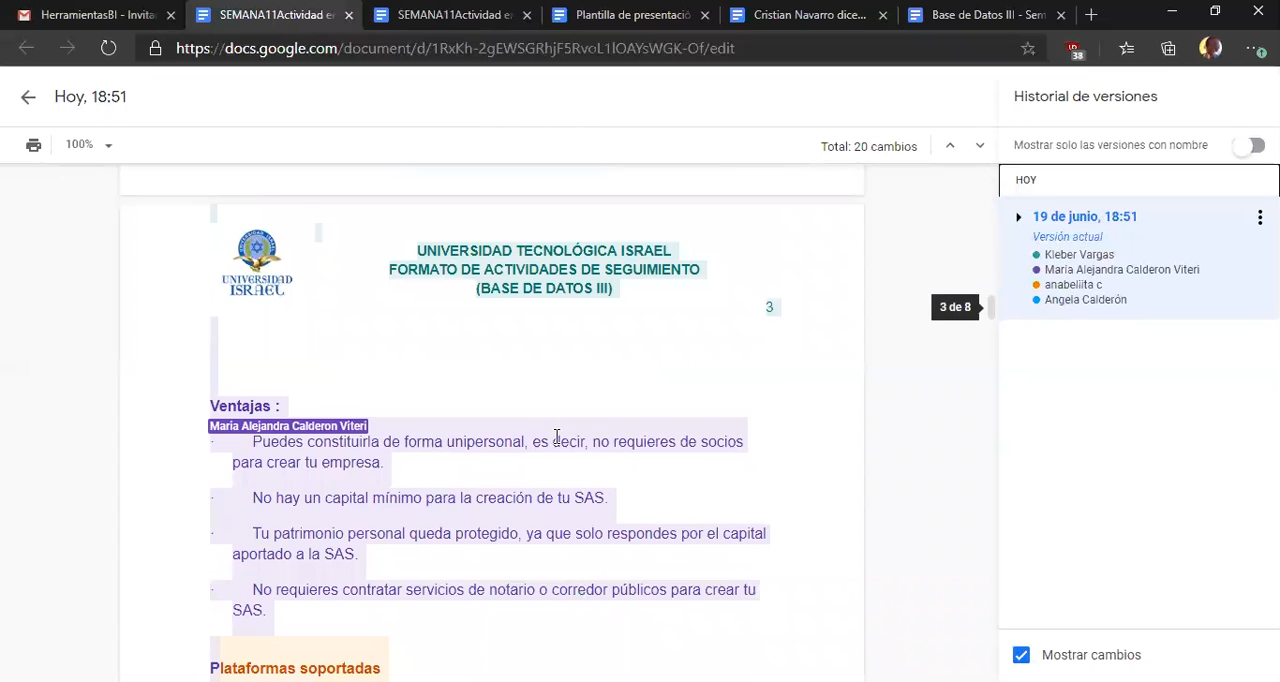 HerramientasBI - Invita
SEMANA11Actividad e
SEMANA11Actividad e
Plantilla de presentació
Cristian Navarro dice...
Base de Datos III - Sem
https://docs.google.com/document/d/1RxKh-2gEWSGRhjF5RvoL1lOAYsWGK-Of/edit
38
Hoy, 18:51
Historial de versiones
100%
Total: 20 cambios
Mostrar solo las versiones con nombre
HOY
19 de junio, 18:51
Versión actual
Kleber Vargas
María Alejandra Calderon Viteri
anabeliita c
Angela Calderón
UNIVERSIDAD
ISRAEL
UNIVERSIDAD TECNOLÓGICA ISRAEL
FORMATO DE ACTIVIDADES DE SEGUIMIENTO
(BASE DE DATOS III)
3
3 de 8
Ventajas :
María Alejandra Calderon Viteri
· Puedes constituirla de forma unipersonal, es decir, no requieres de socios
para crear tu empresa.
· No hay un capital mínimo para la creación de tu SAS.
· Tu patrimonio personal queda protegido, ya que solo respondes por el capital
aportado a la SAS.
· No requieres contratar servicios de notario o corredor públicos para crear tu
SAS.
Plataformas soportadas
Mostrar cambios